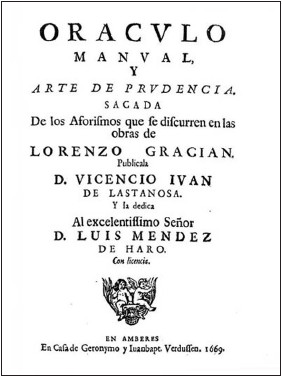 ORACVLO
MANVAL,
Y
ARTE DE PRVDENCIA.
SACADA
De los Aforismos que se discurren en las
obras de
LORENZO GRACIAN.
Publicala
D. VICENCIO IVAN
DE LASTANOSA.
Y la dedica
Al excelentissimo Señor
D. LUIS MENDEZ
DE HARO.
Con licencia.
EN AMBERES
En Casa de Geronymo y Iuanbapt. Verdussen. 1669.